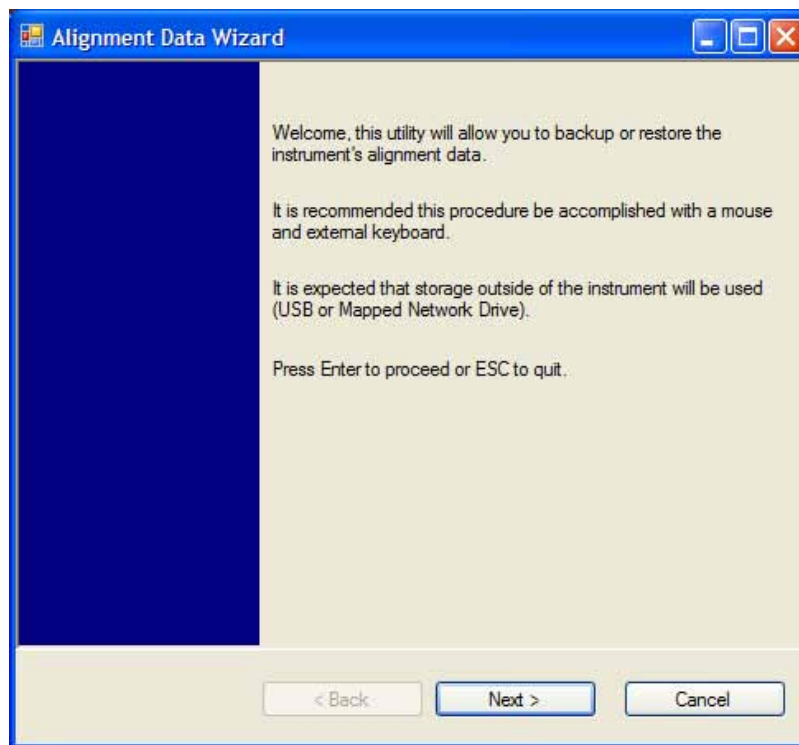 Alignment Data Wizard
Welcome, this utility will allow you to backup or restore the
instrument's alignment data.
It is recommended this procedure be accomplished with a mouse
and external keyboard.
It is expected that storage outside of the instrument will be used
(USB or Mapped Network Drive).
Press Enter to proceed or ESC to quit.
< Back
Next >
Cancel